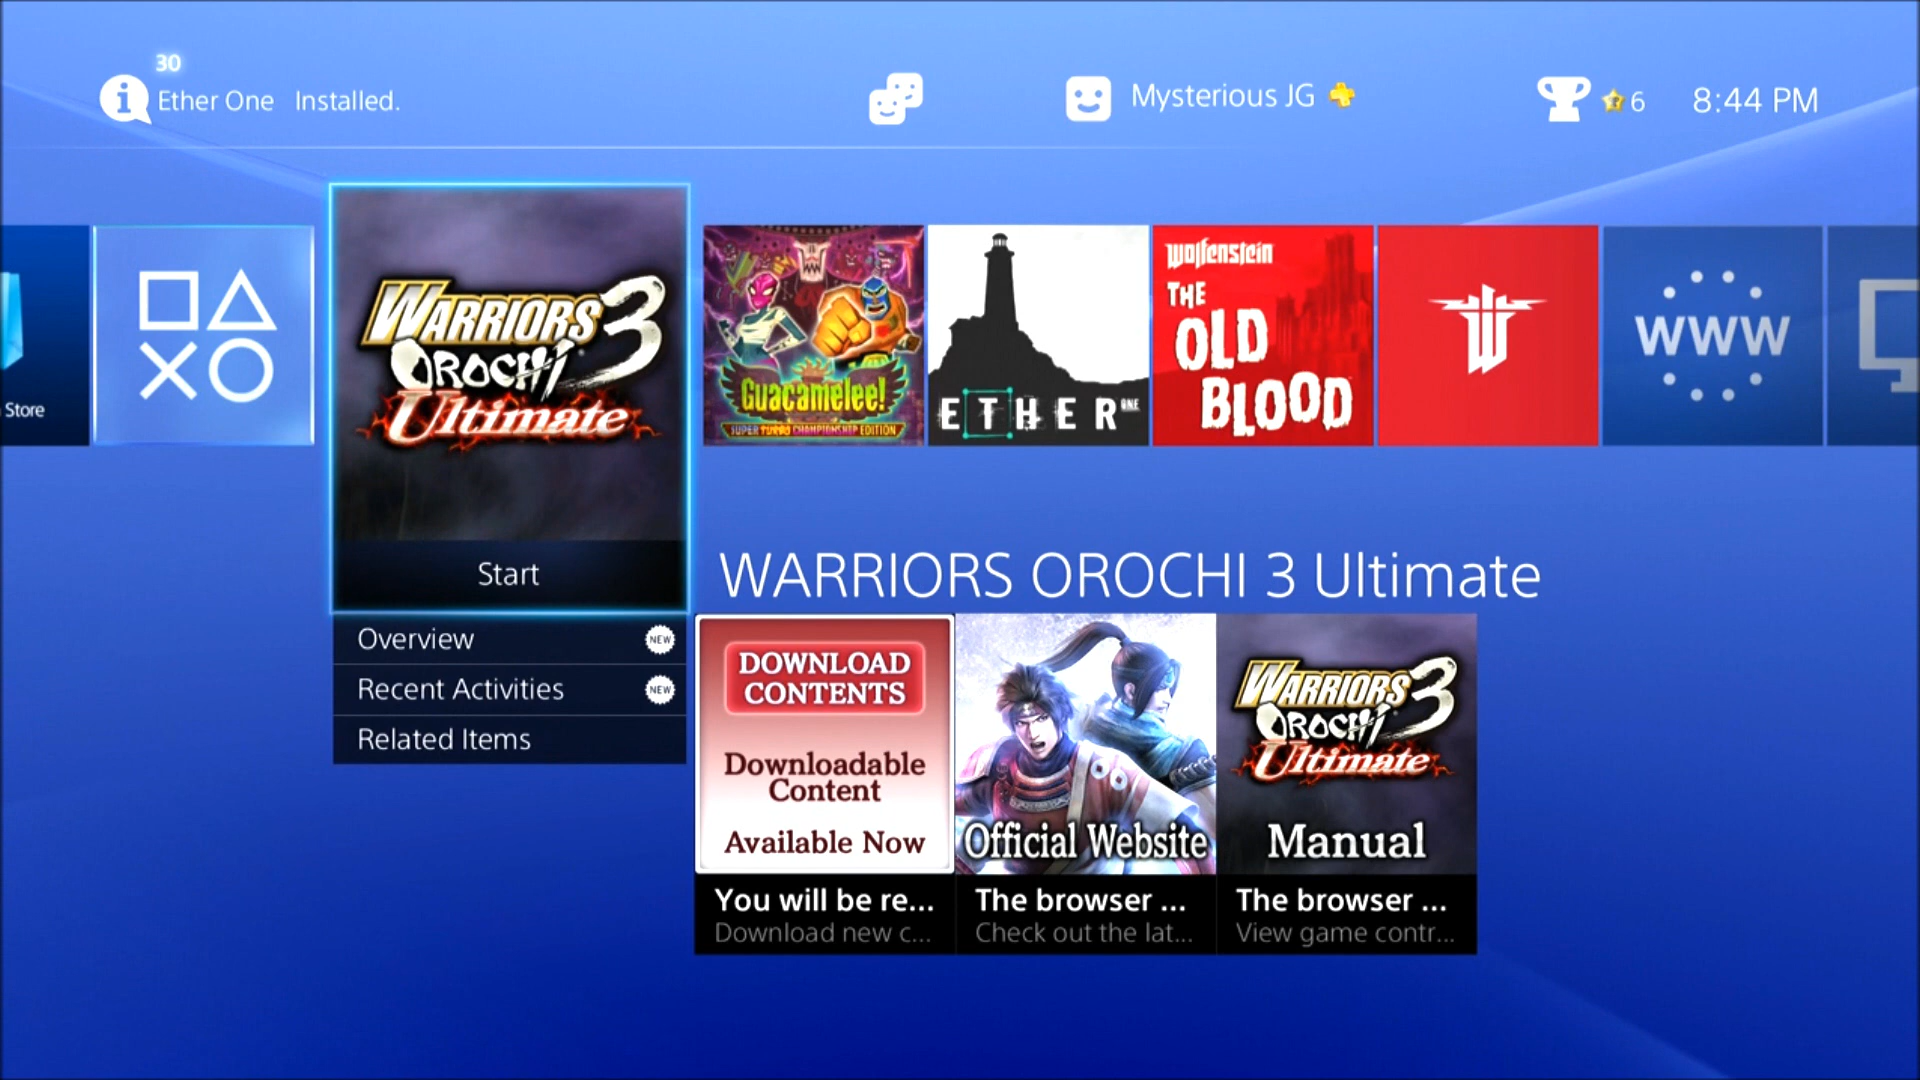 30
Ether One Installed.
Mysterious JG
6
8:44 PM
Store
WARRIORS
OROCHI 3
Ultimate
Start
Guacamelee!
SUPER TURBO CHAMPIONSHIP EDITION
ETHER ONE
Wolfenstein
THE
OLD
BLOOD
W
WWW
WARRIORS OROCHI 3 Ultimate
Overview NEW
Recent Activities NEW
Related Items
DOWNLOAD
CONTENTS
Downloadable
Content
Available Now
You will be re...
Download new c...
Official Website
The browser ...
Check out the lat...
WARRIORS
OROCHI 3
Ultimate
Manual
The browser ...
View game contr...